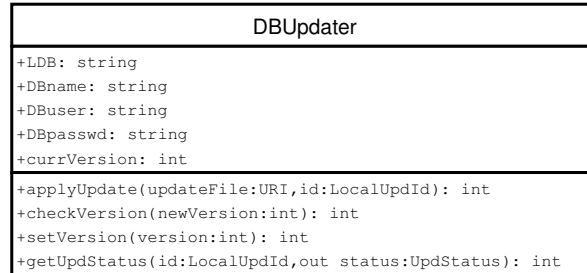 DBUpdater
+LDB: string
+DBname: string
+DBuser: string
+DBpasswd: string
+currVersion: int
+applyUpdate(updateFile:URI,id:LocalUpdId): int
+checkVersion(newVersion:int): int
+setVersion(version:int): int
+getUpdStatus(id:LocalUpdId,out status:UpdStatus): int